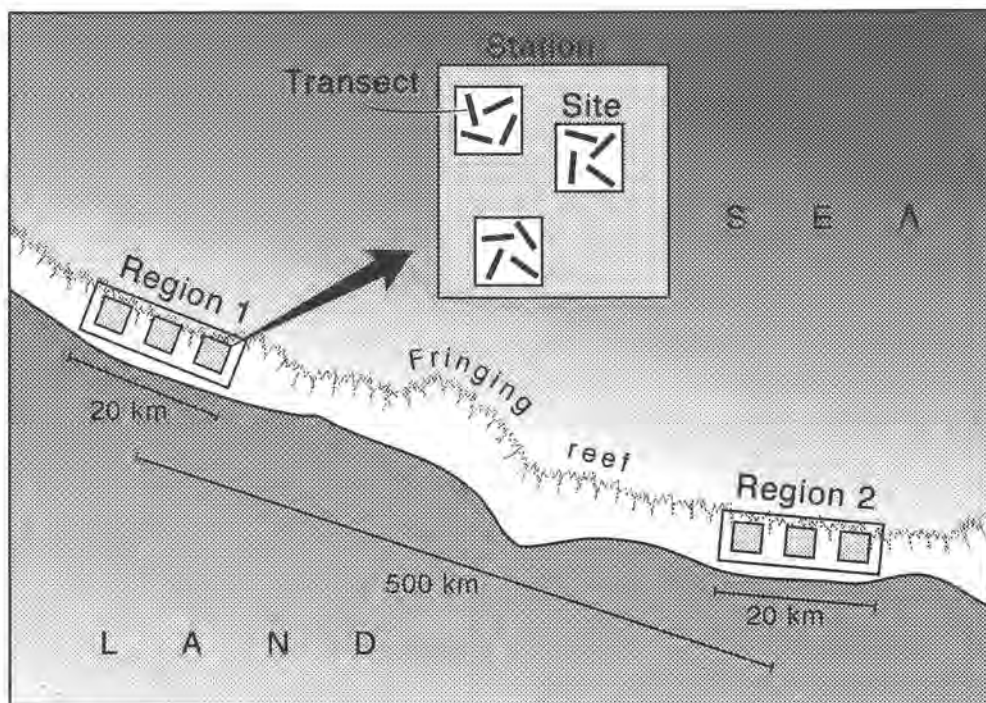 Station
Transect
Site
S E A
Region 1
Fringing
reef
20 km
Region 2
500 km
20 km
L A N D